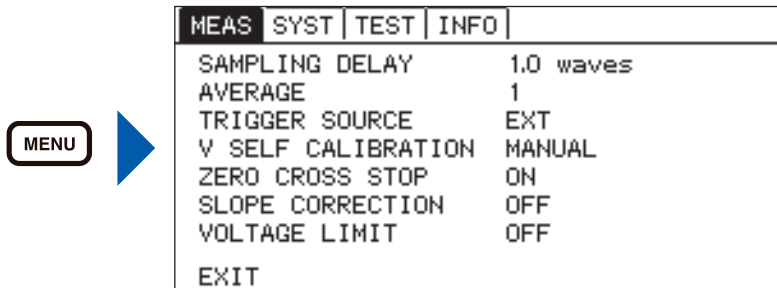 MEAS SYST TEST INFO
MENU
SAMPLING DELAY 1.0 waves
AVERAGE 1
TRIGGER SOURCE EXT
V SELF CALIBRATION MANUAL
ZERO CROSS STOP ON
SLOPE CORRECTION OFF
VOLTAGE LIMIT OFF
EXIT